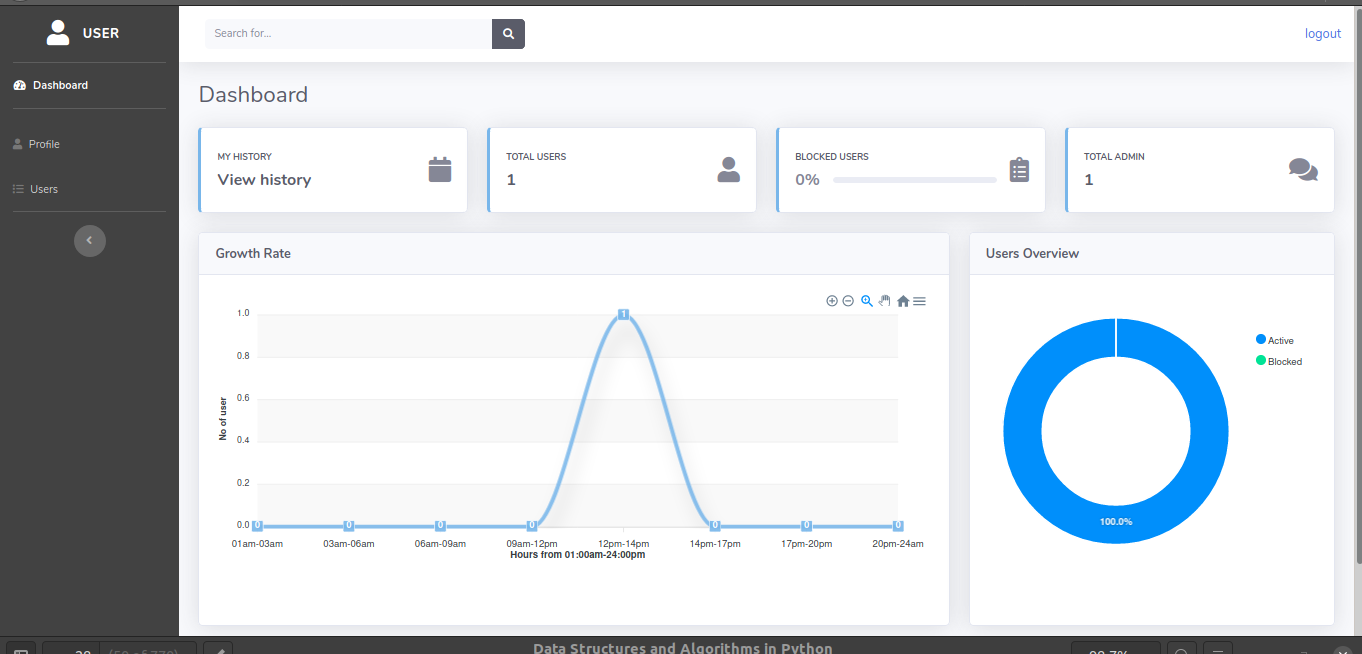 USER
Search for...
logout
Dashboard
Dashboard
Profile
Users
MY HISTORY
View history
TOTAL USERS
1
BLOCKED USERS
0%
TOTAL ADMIN
1
Growth Rate
1.0
0.8
0.6
0.4
0.2
0.0
No of user
1
0 0 0 0 0 0 0
01am-03am 03am-06am 06am-09am 09am-12pm 12pm-14pm 14pm-17pm 17pm-20pm 20pm-24am
Hours from 01:00am-24:00pm
Users Overview
Active
Blocked
100.0%
Data Structures and Algorithms in Python